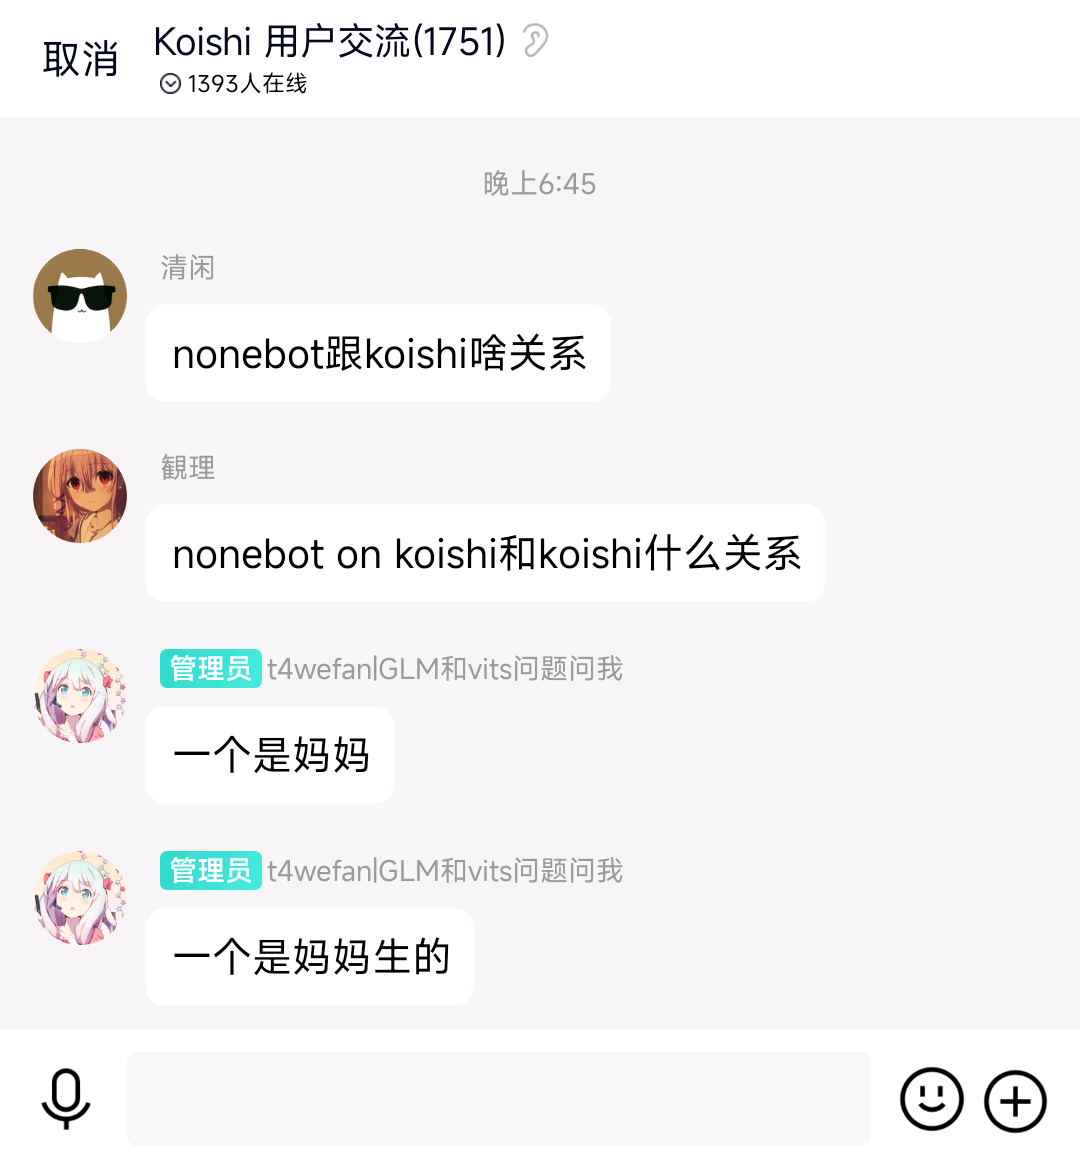 取消
Koishi 用户交流(1751)
1393人在线
晚上6:45
清闲
nonebot跟koishi啥关系
観理
nonebot on koishi和koishi什么关系
管理员 t4wefan|GLM和vits问题问我
一个是妈妈
管理员 t4wefan|GLM和vits问题问我
一个是妈妈生的